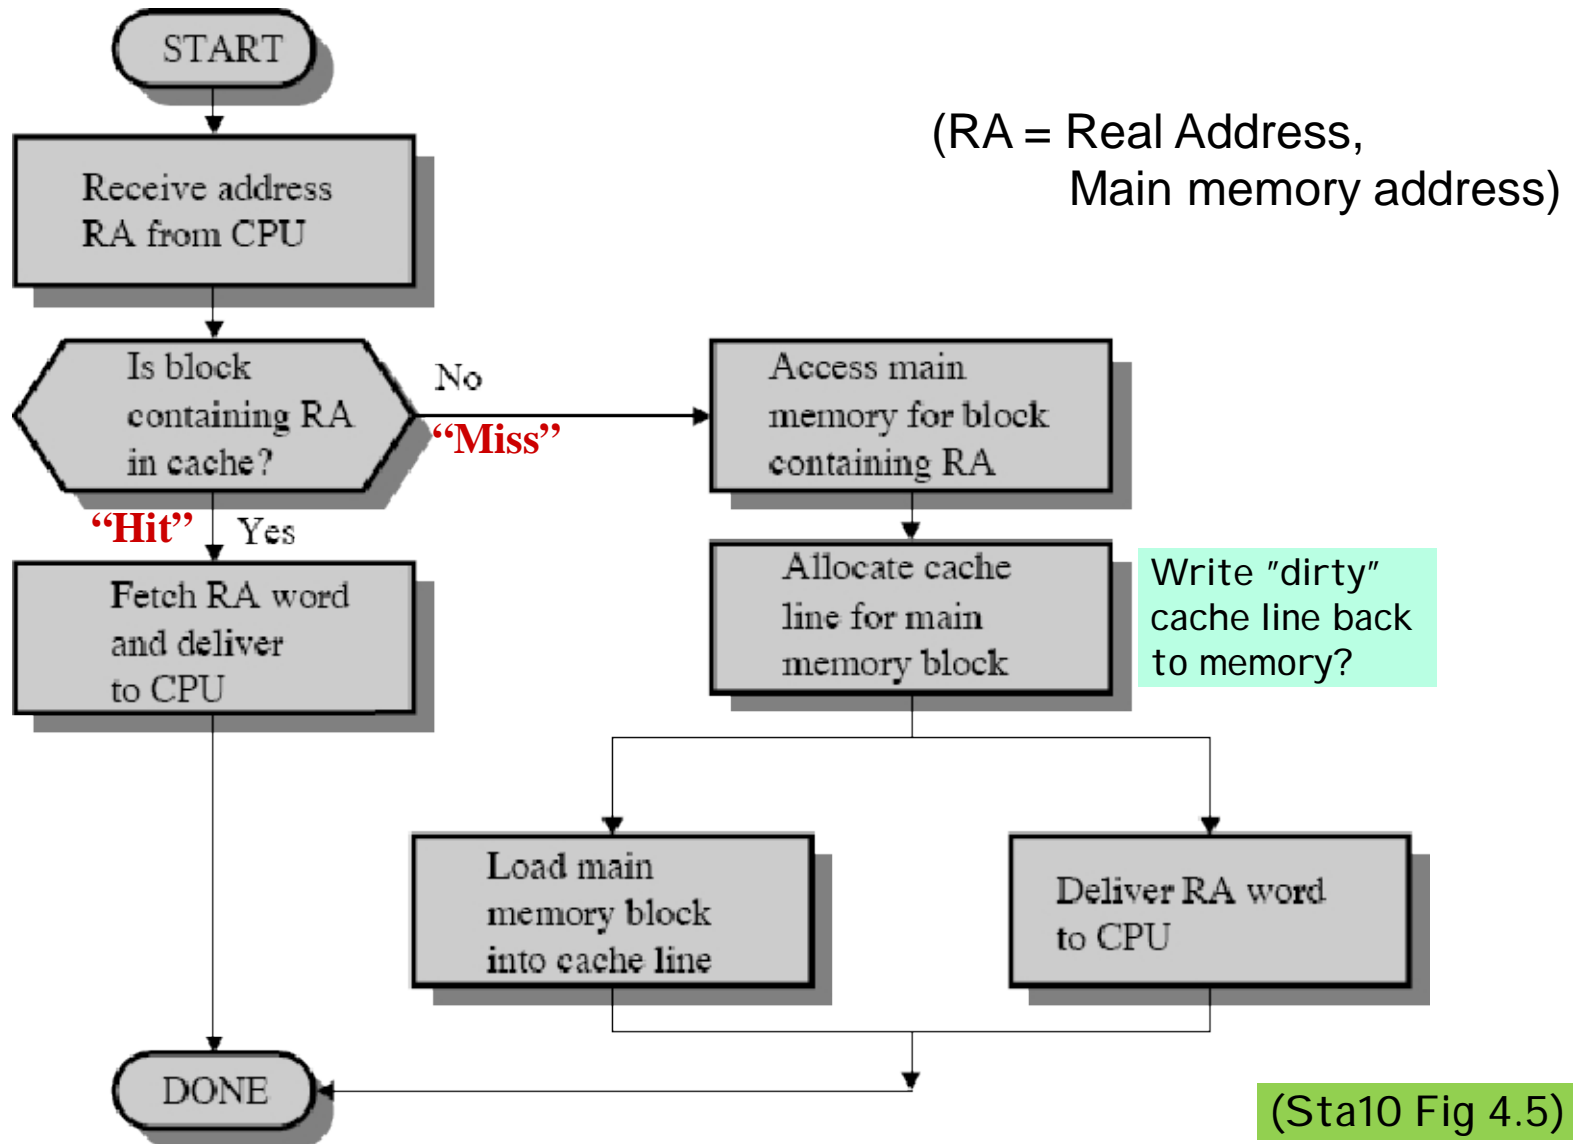 START
(RA = Real Address,
Main memory address)
Receive address
RA from CPU
Is block
containing RA
in cache?
No
“Miss”
Access main
memory for block
containing RA
“Hit”
Yes
Fetch RA word
and deliver
to CPU
Allocate cache
line for main
memory block
Write "dirty"
cache line back
to memory?
Load main
memory block
into cache line
Deliver RA word
to CPU
DONE
(Sta10 Fig 4.5)